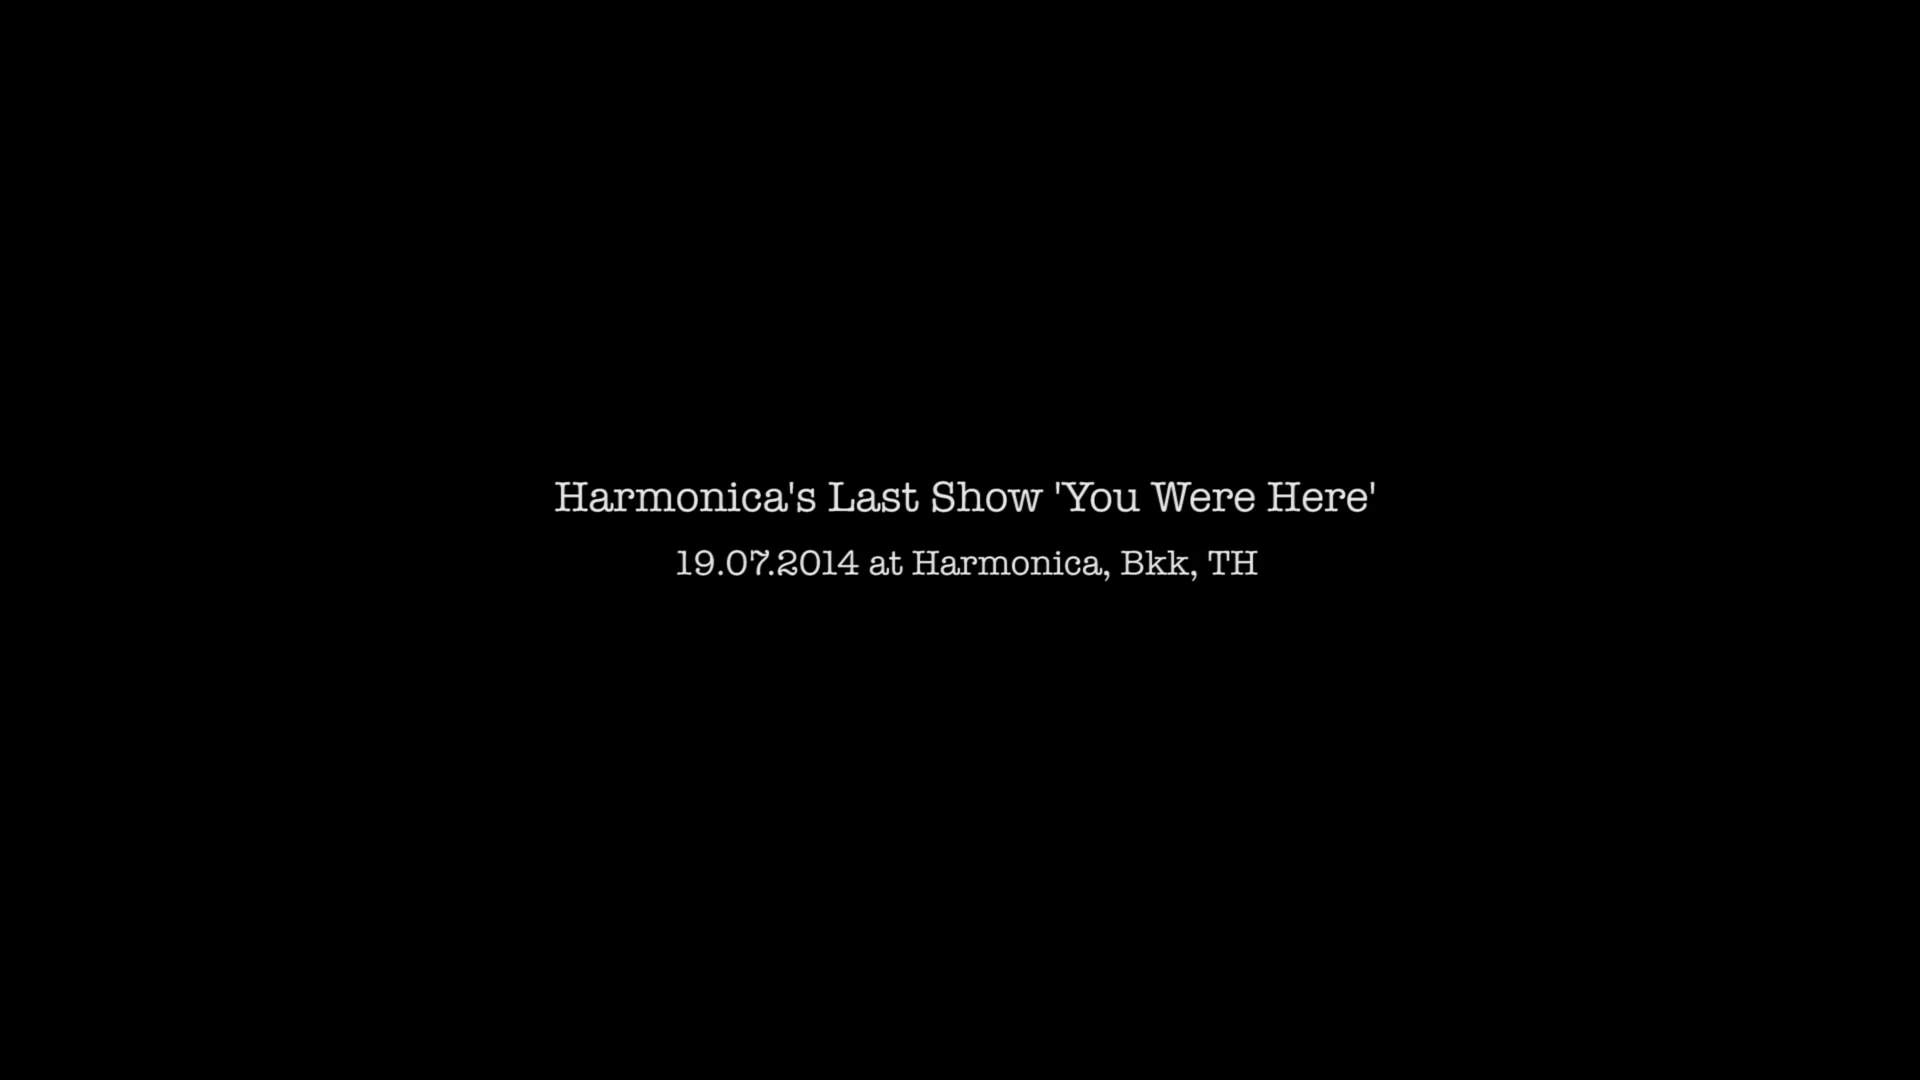 Harmonica's Last Show 'You Were Here'
19.07.2014 at Harmonica, Bkk, TH